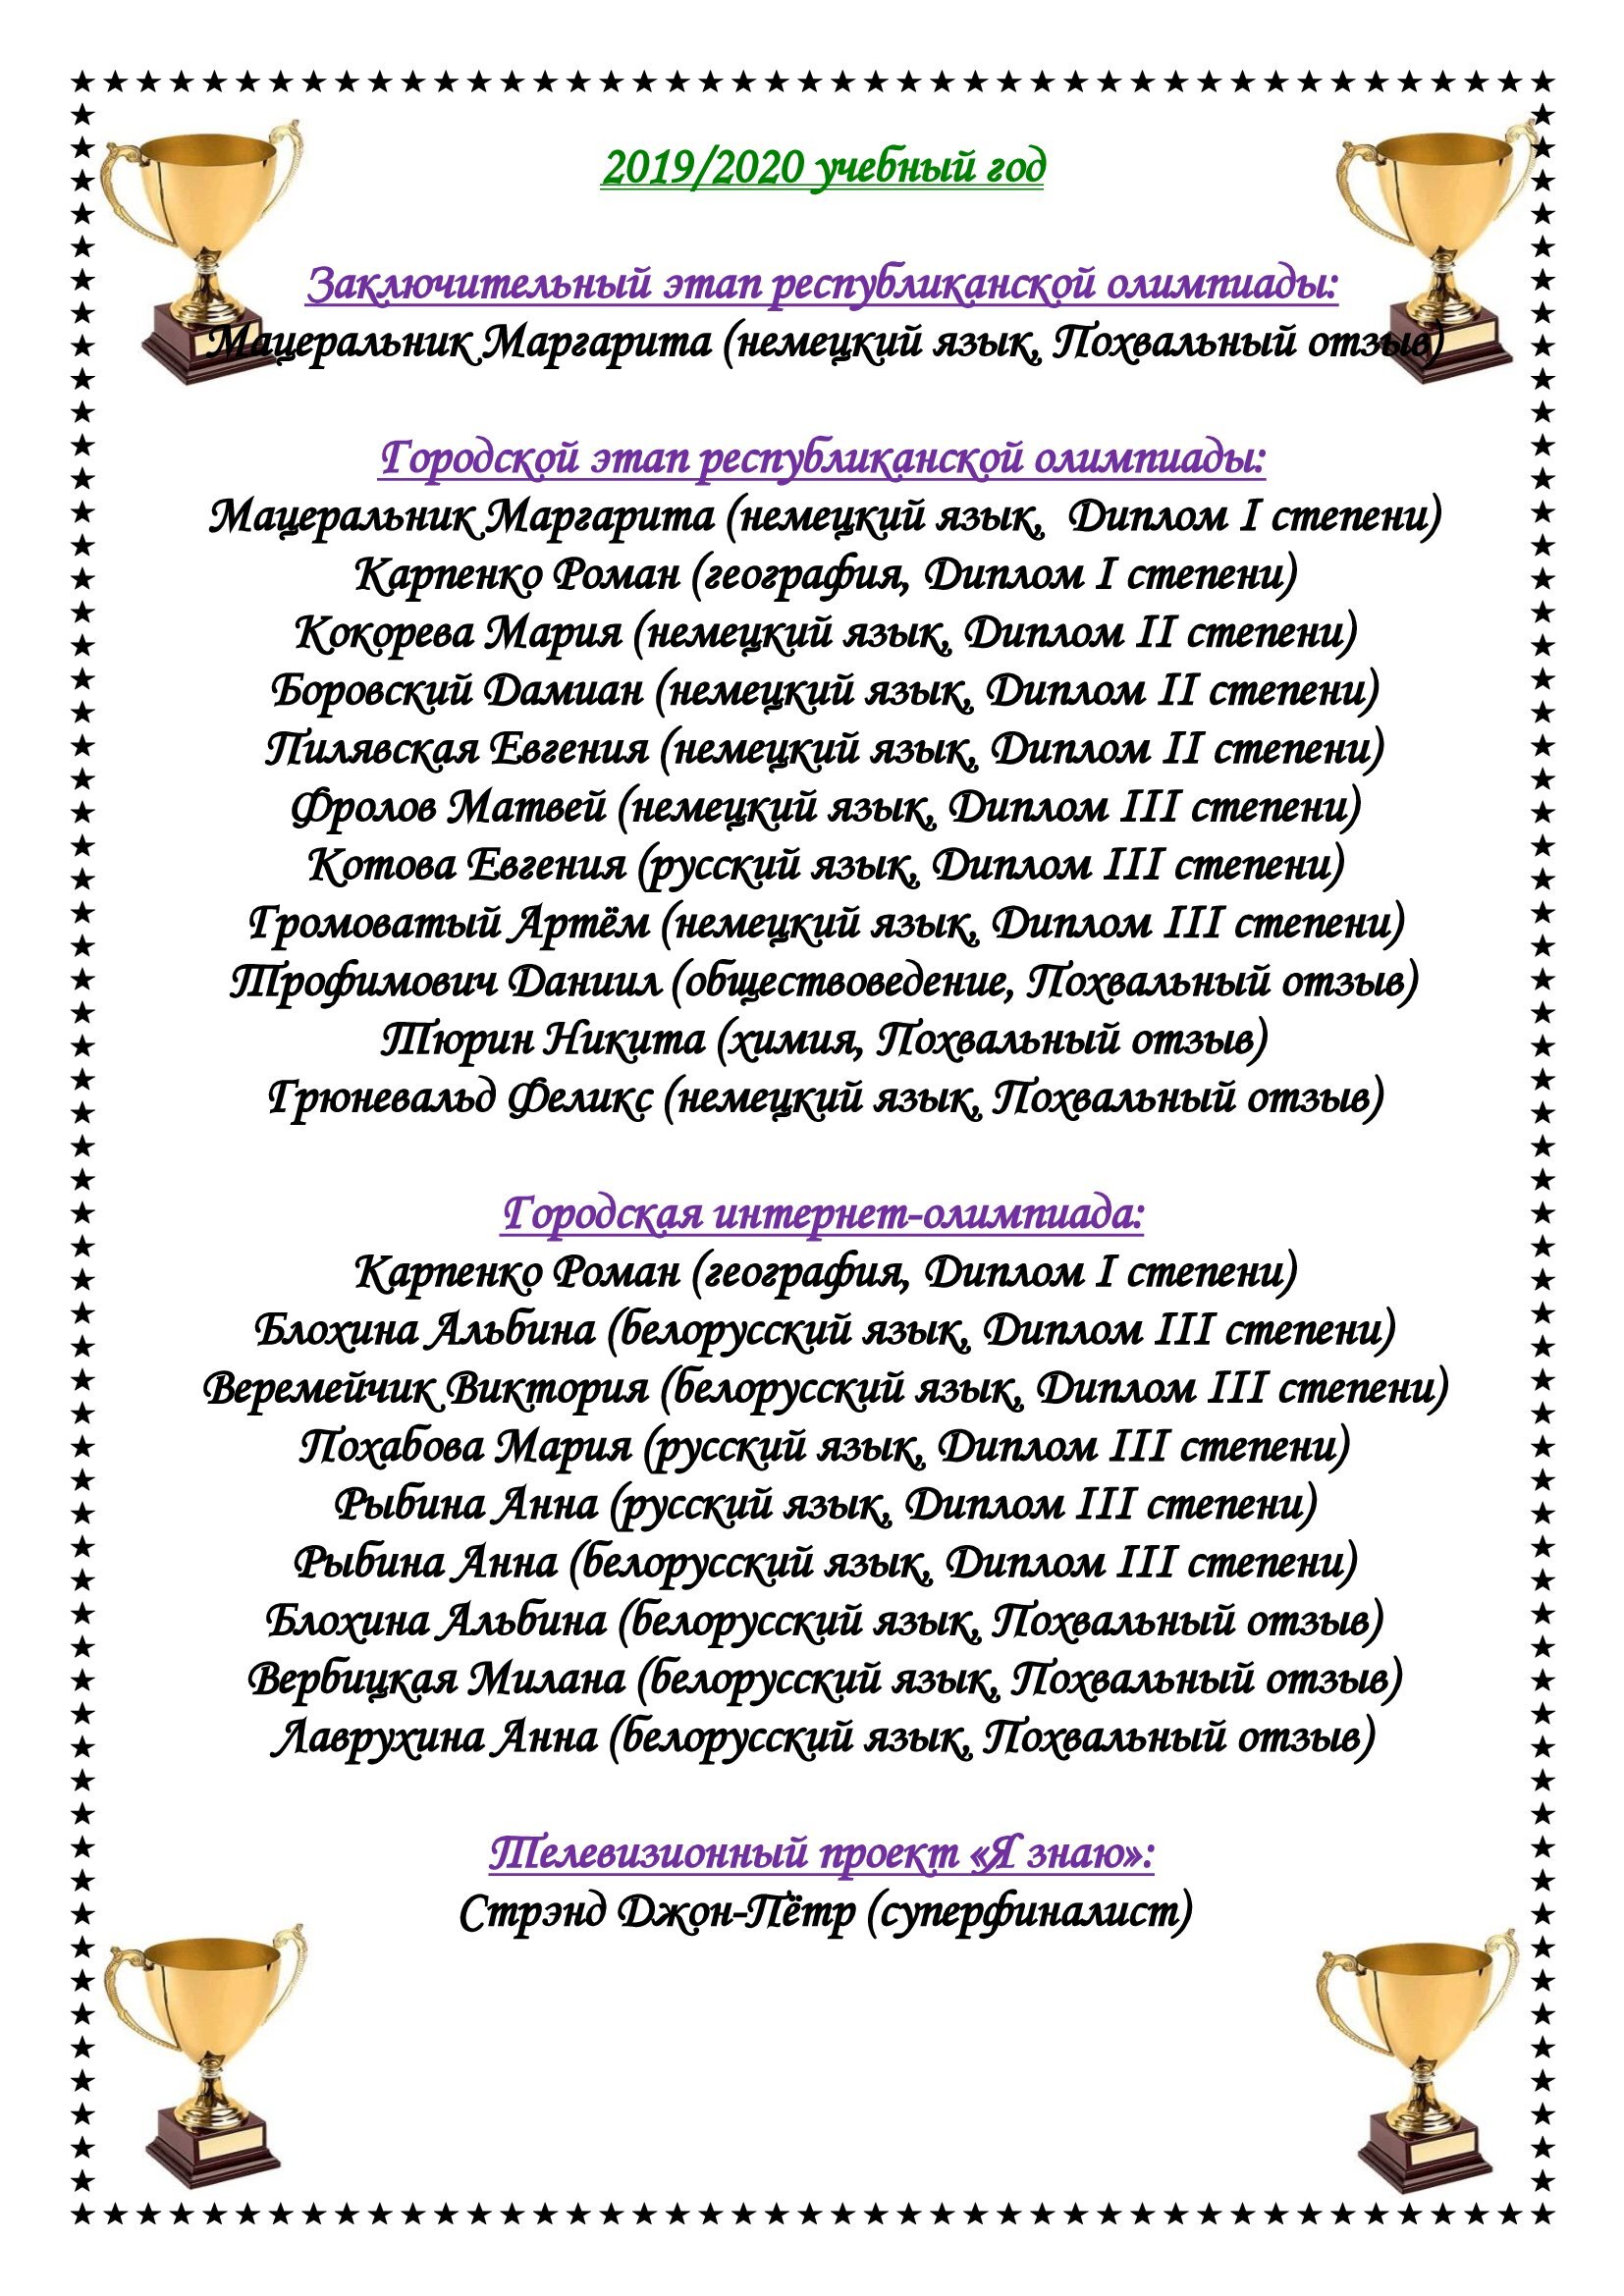 2019/2020 учебный год
Заключительный этап республиканской олимпиады:
Мацеральник Маргарита (немецкий язык, Похвальный отзыв)
Городской этап республиканской олимпиады:
Мацеральник Маргарита (немецкий язык, Диплом I степени)
Карпенко Роман (география, Диплом I степени)
Кокорева Мария (немецкий язык, Диплом II степени)
Боровский Дамиан (немецкий язык, Диплом II степени)
Пилявская Евгения (немецкий язык, Диплом II степени)
Фролов Матвей (немецкий язык, Диплом III степени)
Котова Евгения (русский язык, Диплом III степени)
Громоватый Артём (немецкий язык, Диплом III степени)
Трофимович Даниил (обществоведение, Похвальный отзыв)
Тюрин Никита (химия, Похвальный отзыв)
Грюневальд Феликс (немецкий язык, Похвальный отзыв)
Городская интернет-олимпиада:
Карпенко Роман (география, Диплом I степени)
Блохина Альбина (белорусский язык, Диплом III степени)
Веремейчик Виктория (белорусский язык, Диплом III степени)
Похабова Мария (русский язык, Диплом III степени)
Рыбина Анна (русский язык, Диплом III степени)
Рыбина Анна (белорусский язык, Диплом III степени)
Блохина Альбина (белорусский язык, Похвальный отзыв)
Вербицкая Милана (белорусский язык, Похвальный отзыв)
Лаврухина Анна (белорусский язык, Похвальный отзыв)
Телевизионный проект «Я знаю»:
Стрэнд Джон-Пётр (суперфиналист)